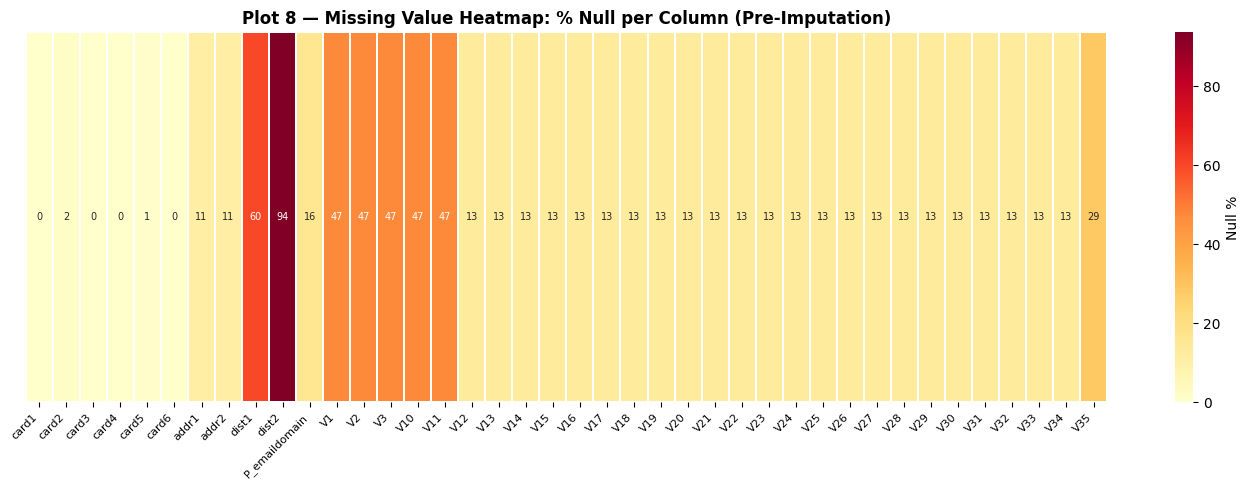 Plot 8 — Missing Value Heatmap: % Null per Column (Pre-Imputation)
0 2 0 0 1 0 11 11 60 94 16 47 47 47 47 47 13 13 13 13 13 13 13 13 13 13 13 13 13 13 13 13 13 13 13 13 13 13 13 29
card1 card2 card3 card4 card5 card6 addr1 addr2 dist1 dist2 P_emaildomain V1 V2 V3 V10 V11 V12 V13 V14 V15 V16 V17 V18 V19 V20 V21 V22 V23 V24 V25 V26 V27 V28 V29 V30 V31 V32 V33 V34 V35
80
60
40
20
0
Null %